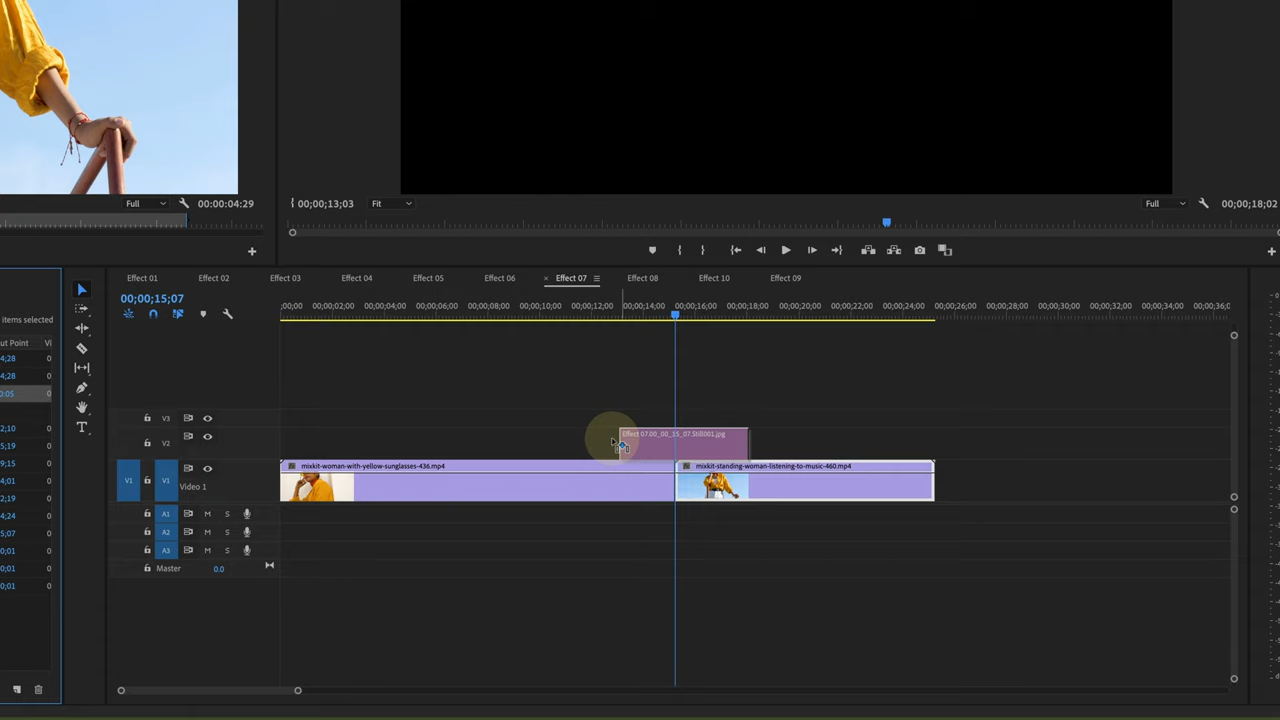 Full
00:00:04:29
00;00;13;03
Fit
Full
00;00;18;02
Effect 01
Effect 02
Effect 03
Effect 04
Effect 05
Effect 06
× Effect 07
Effect 08
Effect 10
Effect 09
items selected
00;00;15;07
;00;00
00;00;02;00
00;00;04;00
00;00;06;00
00;00;08;00
00;00;10;00
00;00;12;00
00;00;14;00
00;00;16;00
00;00;18;00
00;00;20;00
00;00;22;00
00;00;24;00
00;00;26;00
00;00;28;00
00;00;30;00
00;00;32;00
00;00;34;00
00;00;36;0
ut Point
Vi
4;28
0
4;28
0
0:05
0
2;10
0
5;19
0
9;15
0
4;01
0
2;19
0
4;24
0
5;07
0
0;01
0
0;01
0
0;01
0
V3
V2
Effect 07.00_00_15_07.Still001.jpg
V1
V1
Video 1
mixkit-woman-with-yellow-sunglasses-436.mp4
mixkit-standing-woman-listening-to-music-460.mp4
A1
M
S
A2
M
S
A3
M
S
Master
0.0